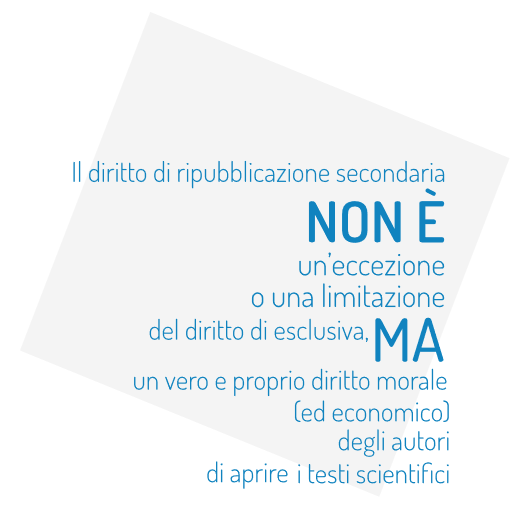 Il diritto di ripubblicazione secondaria
NON È
un'eccezione
o una limitazione
del diritto di esclusiva, MA
un vero e proprio diritto morale
(ed economico)
degli autori
di aprire i testi scientifici